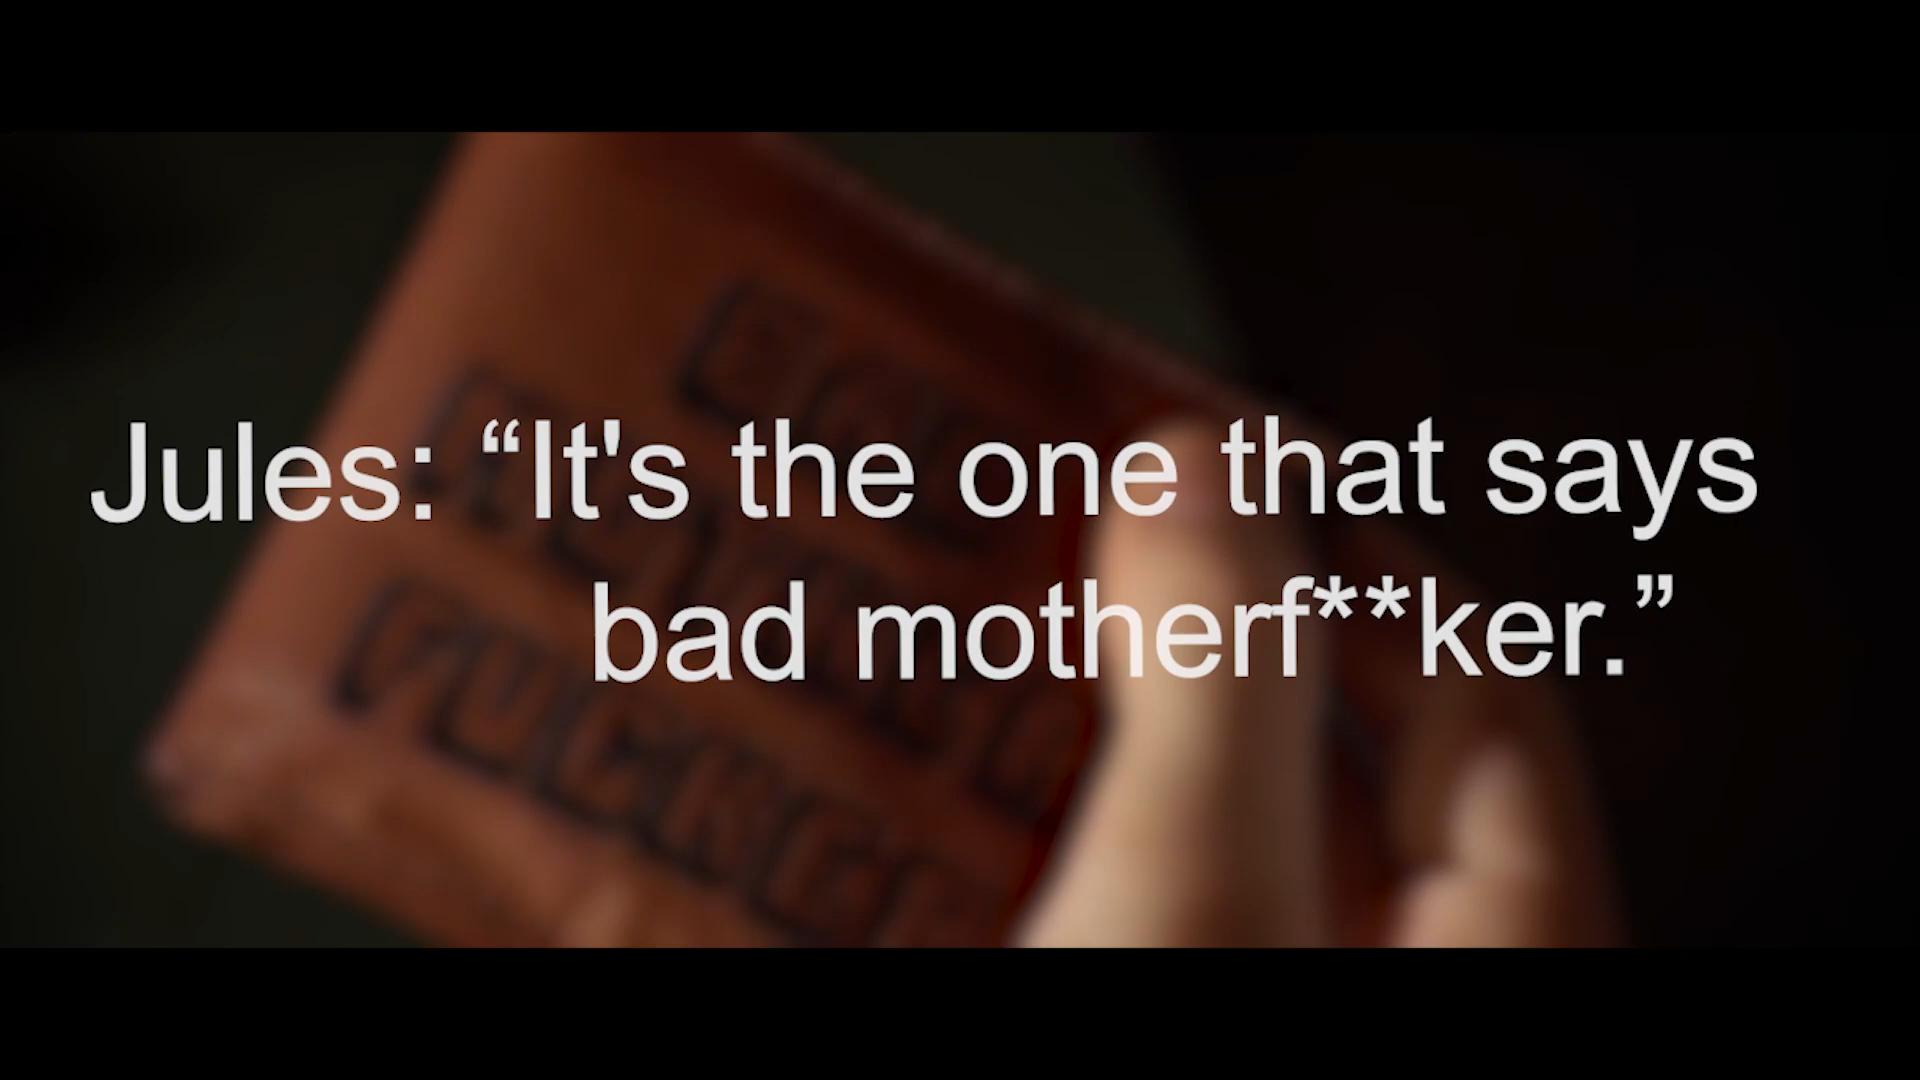 Jules: “It's the one that says
bad motherf**ker.”